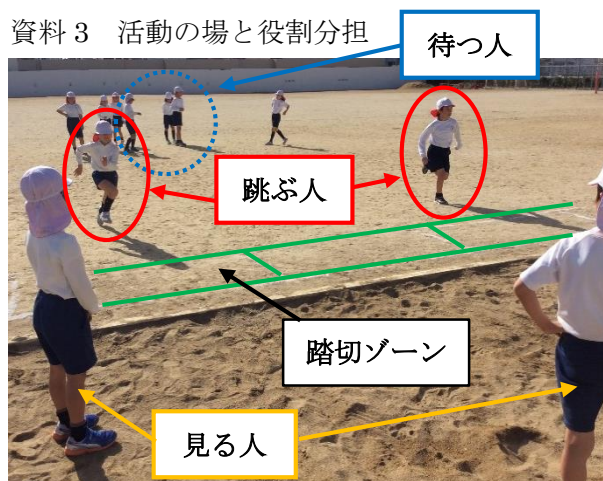 資料３　活動の場と役割分担
待つ人
跳ぶ人
踏切ゾーン
見る人